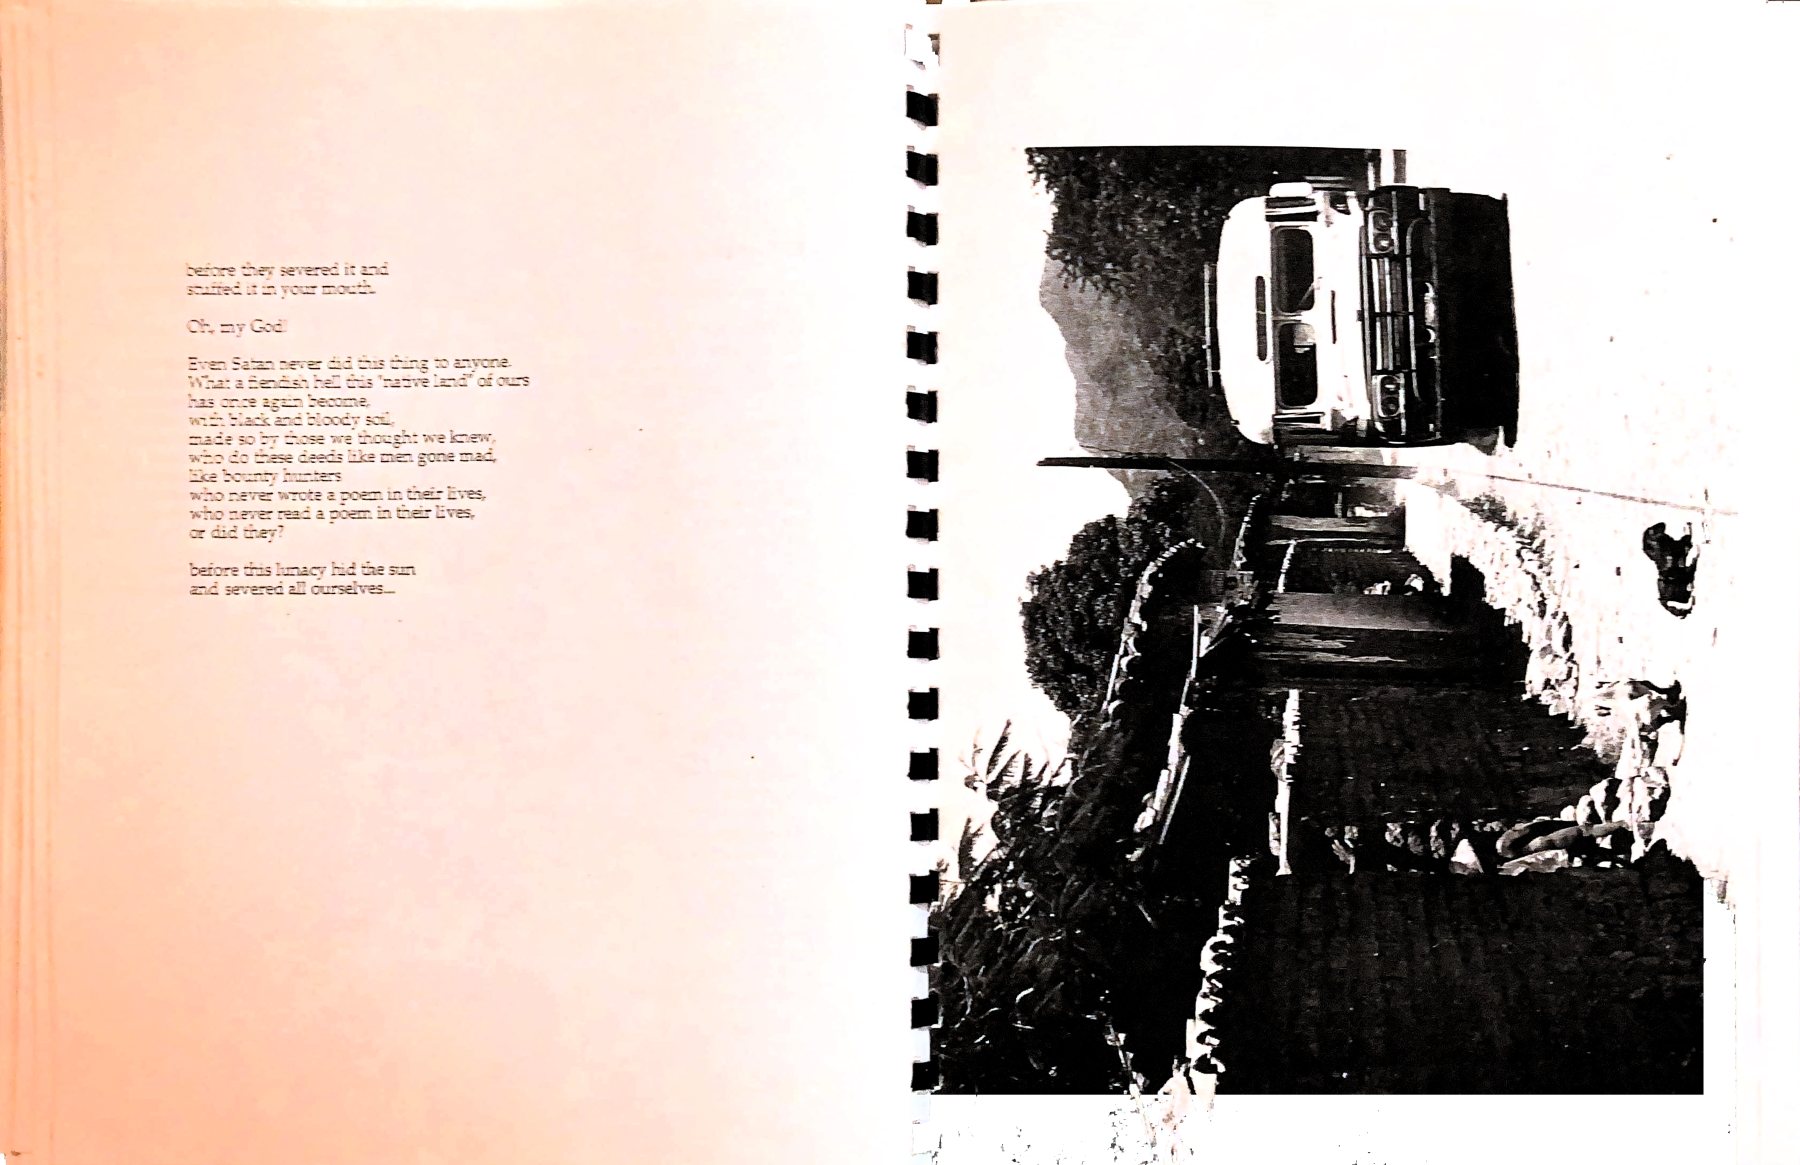 before they severed it and
stuffed it in your mouth.
Oh, my God!
Even Satan never did this thing to anyone.
What a fiendish hell this "native land" of ours
has once again become,
with black and bloody soil,
made so by those we thought we knew,
who do these deeds like men gone mad,
like bounty hunters
who never wrote a poem in their lives,
who never read a poem in their lives,
or did they?
before this lunacy hid the sun
and severed all ourselves...